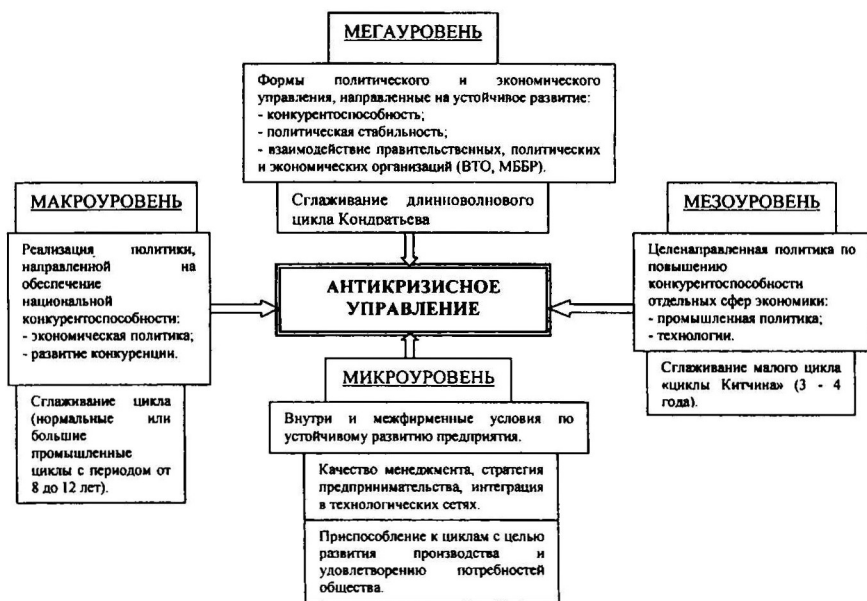 МЕГАУРОВЕНЬ
Формы политического и экономического
управления, направленные на устойчивое развитие:
- конкурентоспособность;
- политическая стабильность;
- взаимодействие правительственных, политических
и экономических организаций (ВТО, МББР).
Сглаживание длинноволнового
цикла Кондратьева
МАКРОУРОВЕНЬ
Реализация политики,
направленной на
обеспечение
национальной
конкурентоспособности:
- экономическая политика;
- развитие конкуренции.
Сглаживание цикла
(нормальные или
большие
промышленные
циклы с периодом от
8 до 12 лет).
АНТИКРИЗИСНОЕ
УПРАВЛЕНИЕ
МЕЗОУРОВЕНЬ
Целенаправленная политика по
повышению
конкурентоспособности
отдельных сфер экономики:
- промышленная политика;
- технологии.
Сглаживание малого цикла
«циклы Китчина» (3 - 4
года).
МИКРОУРОВЕНЬ
Внутри и межфирменные условия по
устойчивому развитию предприятия.
Качество менеджмента, стратегия
предпринимательства, интеграция
в технологических сетях.
Приспособление к циклам с целью
развития производства и
удовлетворению потребностей
общества.